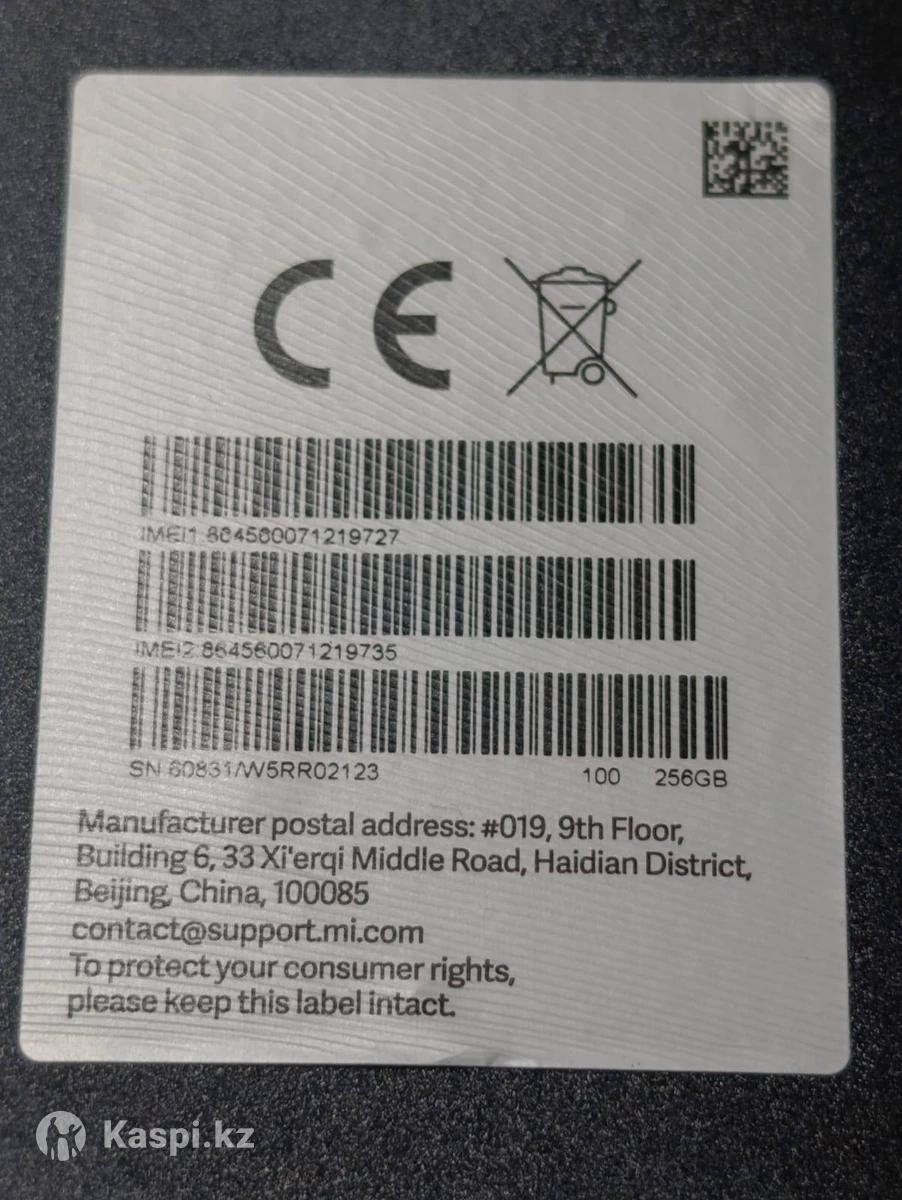 CE
IMEI1 864560071219727
IMEI2 864560071219735
SN 60831/W5RR02123 100 256GB
Manufacturer postal address: #019, 9th Floor,
Building 6, 33 Xi'erqi Middle Road, Haidian District,
Beijing, China, 100085
contact@support.mi.com
To protect your consumer rights,
please keep this label intact.
Kaspi.kz